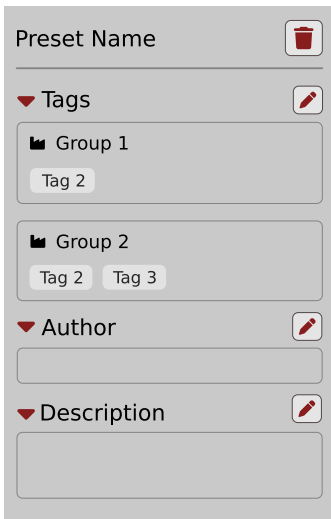 Preset Name
Tags
Group 1
Tag 2
Group 2
Tag 2 Tag 3
Author
Description